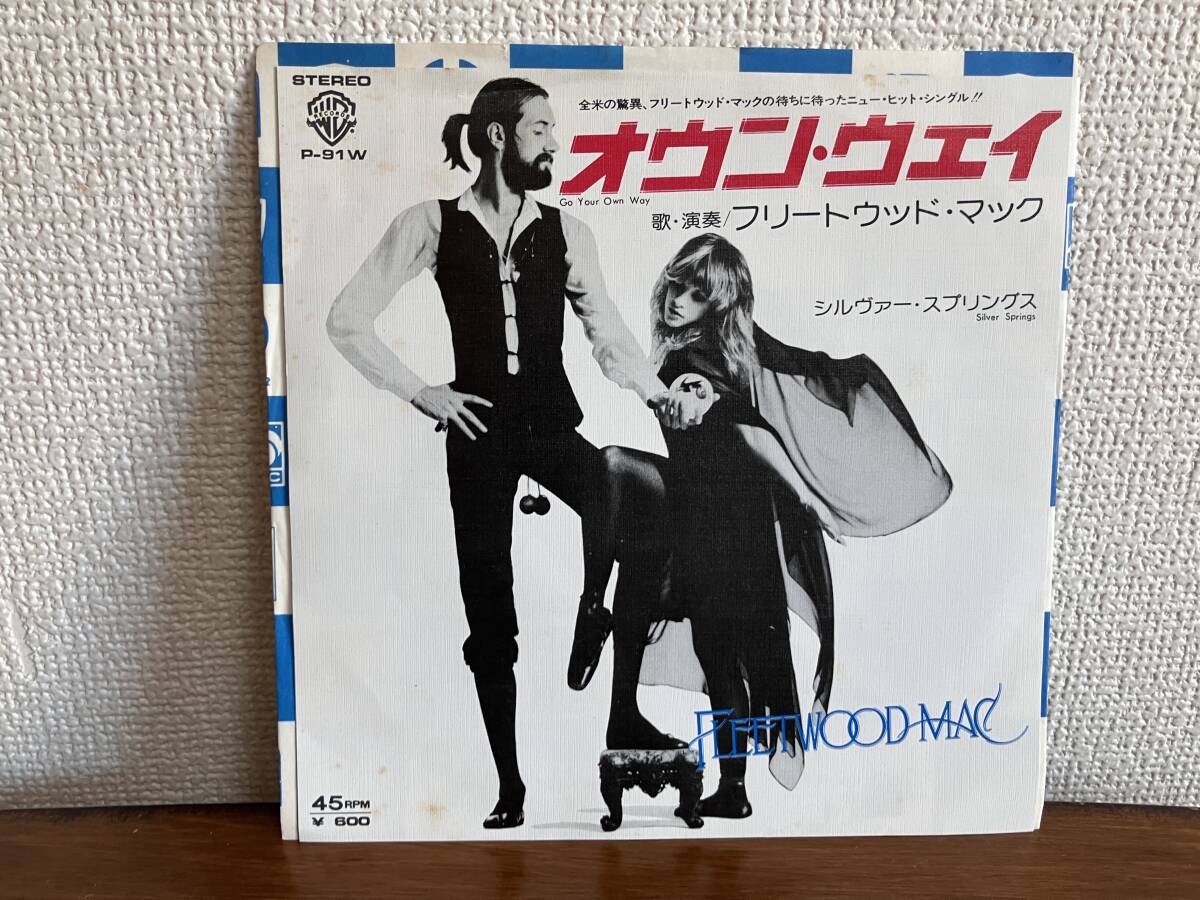 STEREO
RECORDS
P-91W
全米の驚異、フリートウッド・マックの待ちに待ったニュー・ヒット・シングル!!
オウン・ウェイ
Go Your Own Way
歌・演奏/フリートウッド・マック
シルヴァー・スプリングス
Silver Springs
FLEETWOOD MAC
45RPM
¥ 600